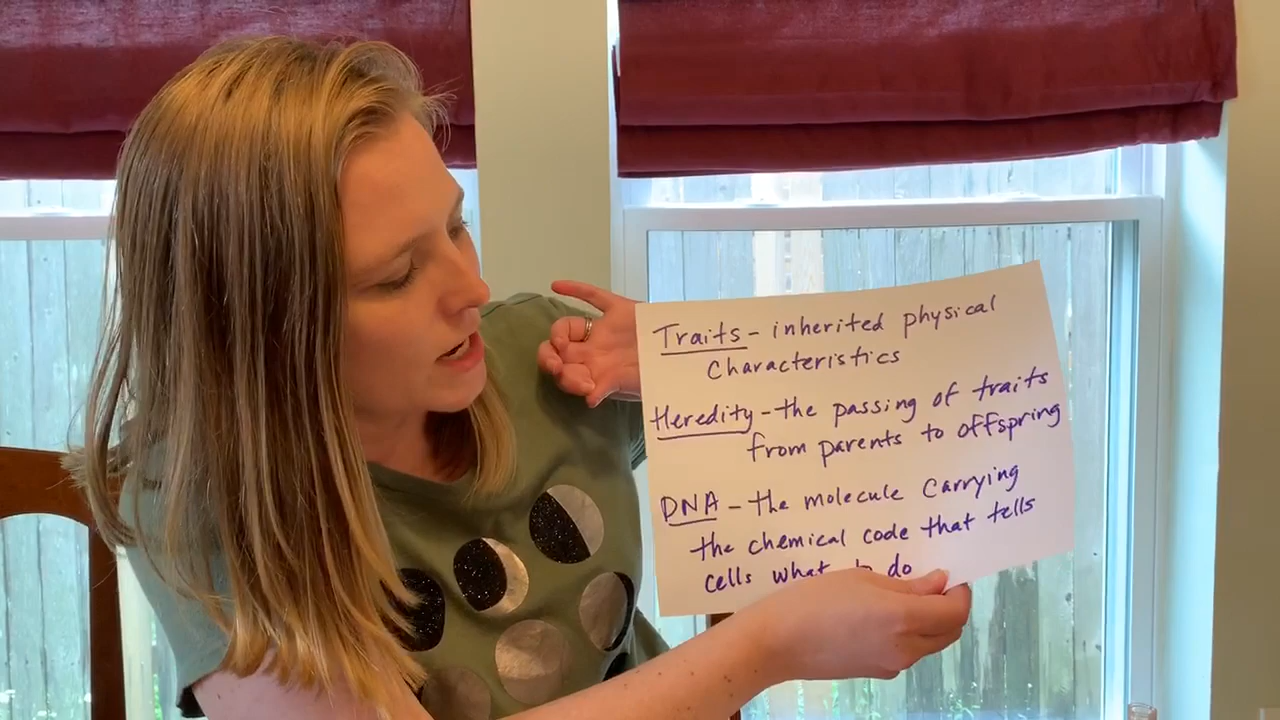 Traits - inherited physical
Characteristics
Heredity - the passing of traits
from parents to offspring
DNA - the molecule carrying
the chemical code that tells
cells what to do